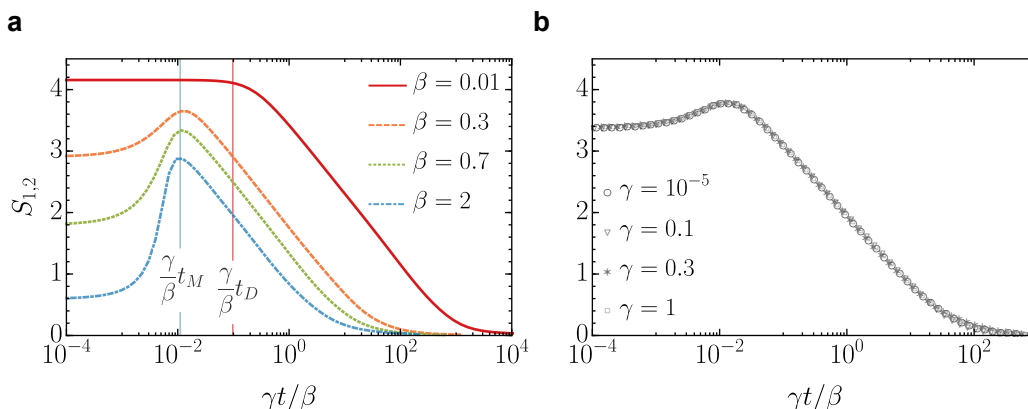 a
b
S_{1,2}
4
3
2
1
0
β = 0.01
β = 0.3
β = 0.7
β = 2
γ/β t_M
γ/β t_D
10^{-4} 10^{-2} 10^{0} 10^{2} 10^{4}
γt/β
4
3
2
1
0
γ = 10^{-5}
γ = 0.1
γ = 0.3
γ = 1
10^{-4} 10^{-2} 10^{0} 10^{2}
γt/β